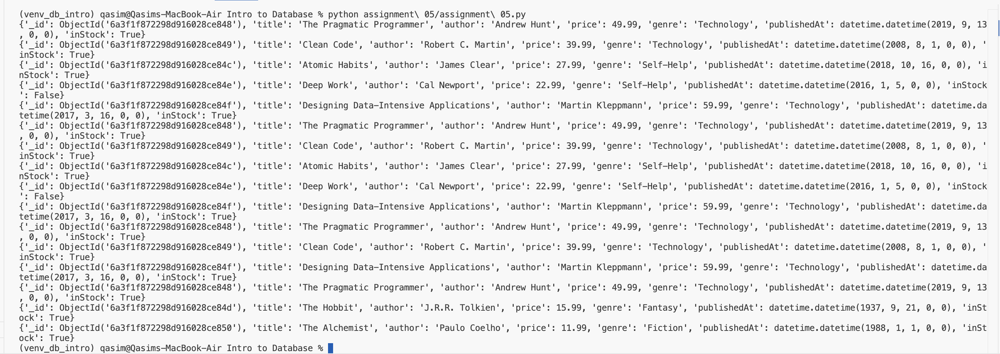 (venv_db_intro) qasim@Qasims-MacBook-Air Intro to Database % python assignment\ 05/assignment\ 05.py
{'_id': ObjectId('6a3f1f872298d916028ce848'), 'title': 'The Pragmatic Programmer', 'author': 'Andrew Hunt', 'price': 49.99, 'genre': 'Technology', 'publishedAt': datetime.datetime(2019, 9, 13
, 0, 0), 'inStock': True}
{'_id': ObjectId('6a3f1f872298d916028ce849'), 'title': 'Clean Code', 'author': 'Robert C. Martin', 'price': 39.99, 'genre': 'Technology', 'publishedAt': datetime.datetime(2008, 8, 1, 0, 0), '
inStock': True}
{'_id': ObjectId('6a3f1f872298d916028ce84c'), 'title': 'Atomic Habits', 'author': 'James Clear', 'price': 27.99, 'genre': 'Self-Help', 'publishedAt': datetime.datetime(2018, 10, 16, 0, 0), 'i
nStock': True}
{'_id': ObjectId('6a3f1f872298d916028ce84e'), 'title': 'Deep Work', 'author': 'Cal Newport', 'price': 22.99, 'genre': 'Self-Help', 'publishedAt': datetime.datetime(2016, 1, 5, 0, 0), 'inStock
': False}
{'_id': ObjectId('6a3f1f872298d916028ce84f'), 'title': 'Designing Data-Intensive Applications', 'author': 'Martin Kleppmann', 'price': 59.99, 'genre': 'Technology', 'publishedAt': datetime.da
tetime(2017, 3, 16, 0, 0), 'inStock': True}
{'_id': ObjectId('6a3f1f872298d916028ce848'), 'title': 'The Pragmatic Programmer', 'author': 'Andrew Hunt', 'price': 49.99, 'genre': 'Technology', 'publishedAt': datetime.datetime(2019, 9, 13
, 0, 0), 'inStock': True}
{'_id': ObjectId('6a3f1f872298d916028ce849'), 'title': 'Clean Code', 'author': 'Robert C. Martin', 'price': 39.99, 'genre': 'Technology', 'publishedAt': datetime.datetime(2008, 8, 1, 0, 0), '
inStock': True}
{'_id': ObjectId('6a3f1f872298d916028ce84c'), 'title': 'Atomic Habits', 'author': 'James Clear', 'price': 27.99, 'genre': 'Self-Help', 'publishedAt': datetime.datetime(2018, 10, 16, 0, 0), 'i
nStock': True}
{'_id': ObjectId('6a3f1f872298d916028ce84e'), 'title': 'Deep Work', 'author': 'Cal Newport', 'price': 22.99, 'genre': 'Self-Help', 'publishedAt': datetime.datetime(2016, 1, 5, 0, 0), 'inStock
': False}
{'_id': ObjectId('6a3f1f872298d916028ce84f'), 'title': 'Designing Data-Intensive Applications', 'author': 'Martin Kleppmann', 'price': 59.99, 'genre': 'Technology', 'publishedAt': datetime.da
tetime(2017, 3, 16, 0, 0), 'inStock': True}
{'_id': ObjectId('6a3f1f872298d916028ce848'), 'title': 'The Pragmatic Programmer', 'author': 'Andrew Hunt', 'price': 49.99, 'genre': 'Technology', 'publishedAt': datetime.datetime(2019, 9, 13
, 0, 0), 'inStock': True}
{'_id': ObjectId('6a3f1f872298d916028ce849'), 'title': 'Clean Code', 'author': 'Robert C. Martin', 'price': 39.99, 'genre': 'Technology', 'publishedAt': datetime.datetime(2008, 8, 1, 0, 0), '
inStock': True}
{'_id': ObjectId('6a3f1f872298d916028ce84f'), 'title': 'Designing Data-Intensive Applications', 'author': 'Martin Kleppmann', 'price': 59.99, 'genre': 'Technology', 'publishedAt': datetime.da
tetime(2017, 3, 16, 0, 0), 'inStock': True}
{'_id': ObjectId('6a3f1f872298d916028ce848'), 'title': 'The Pragmatic Programmer', 'author': 'Andrew Hunt', 'price': 49.99, 'genre': 'Technology', 'publishedAt': datetime.datetime(2019, 9, 13
, 0, 0), 'inStock': True}
{'_id': ObjectId('6a3f1f872298d916028ce84d'), 'title': 'The Hobbit', 'author': 'J.R.R. Tolkien', 'price': 15.99, 'genre': 'Fantasy', 'publishedAt': datetime.datetime(1937, 9, 21, 0, 0), 'inSt
ock': True}
{'_id': ObjectId('6a3f1f872298d916028ce850'), 'title': 'The Alchemist', 'author': 'Paulo Coelho', 'price': 11.99, 'genre': 'Fiction', 'publishedAt': datetime.datetime(1988, 1, 1, 0, 0), 'inSt
ock': True}
(venv_db_intro) qasim@Qasims-MacBook-Air Intro to Database %